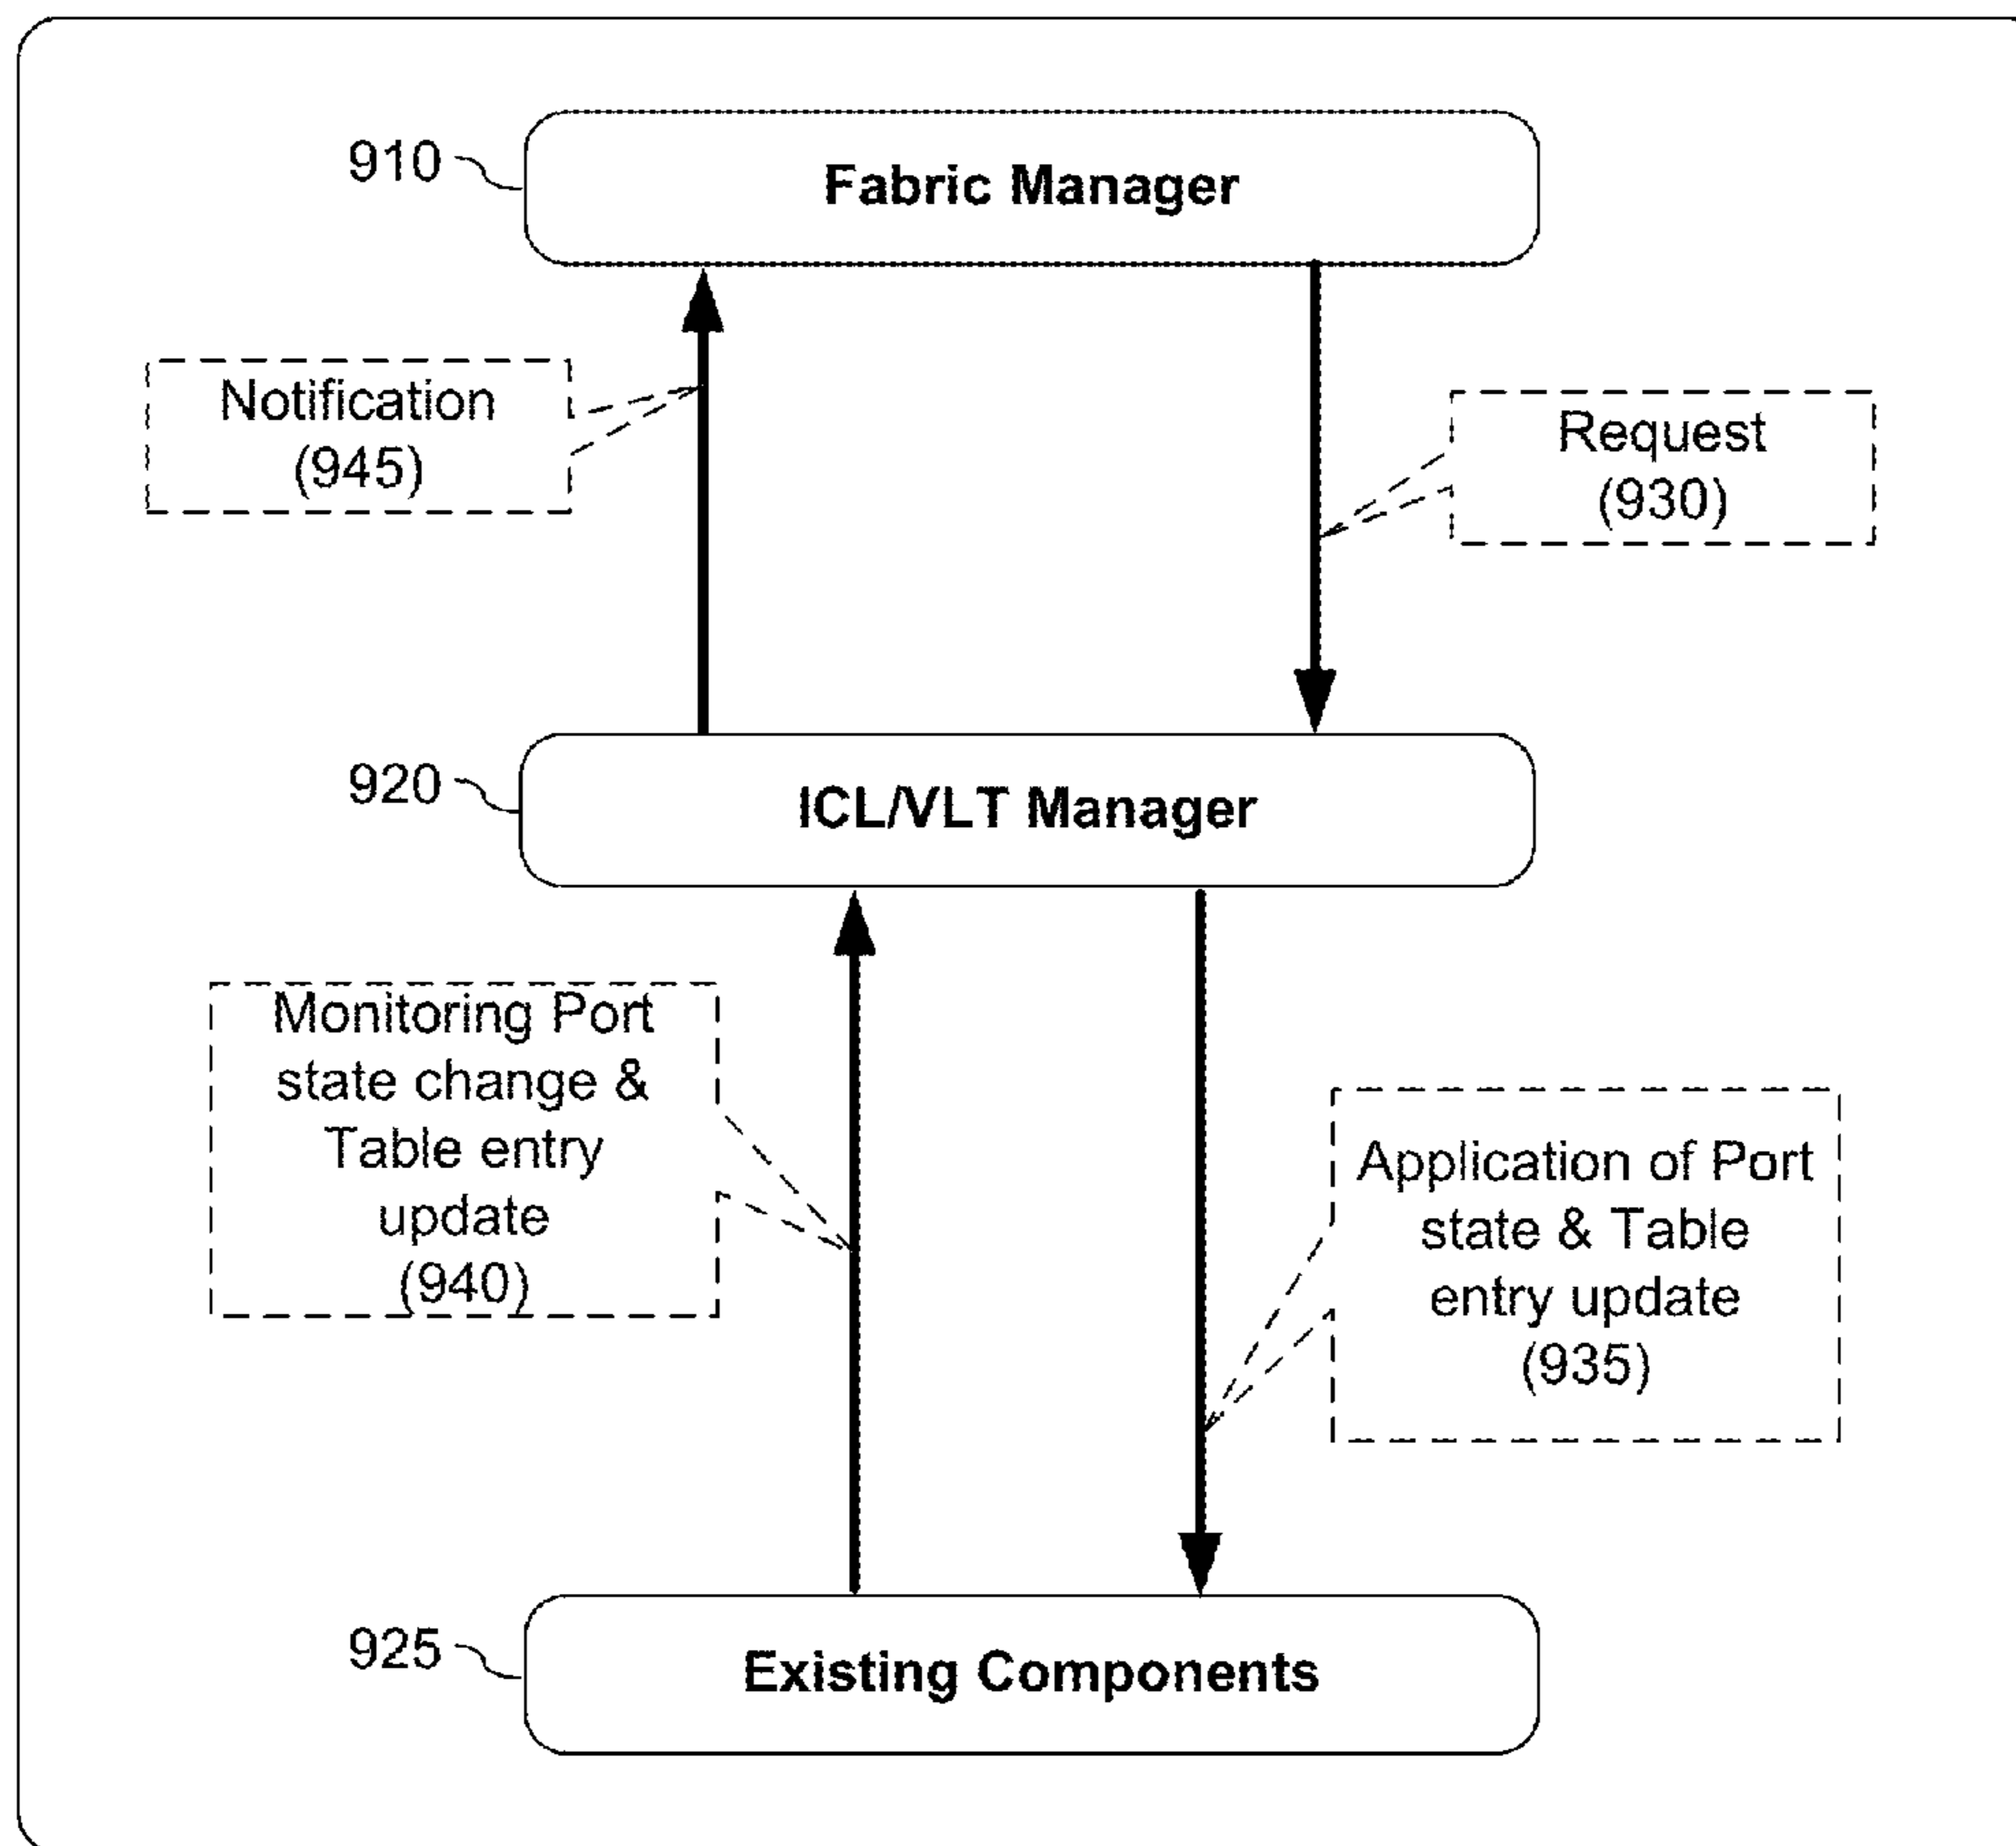 910
Fabric Manager
Notification
(945)
Request
(930)
920
ICL/VLT Manager
Monitoring Port
state change &
Table entry
update
(940)
Application of Port
state & Table
entry update
(935)
925
Existing Components